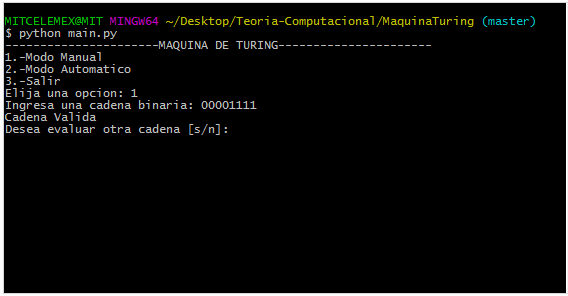 MITCELEMEX@MIT MINGW64 ~/Desktop/Teoria-Computacional/MaquinaTuring (master)
$ python main.py
----------------------MAQUINA DE TURING----------------------
1.-Modo Manual
2.-Modo Automatico
3.-Salir
Elija una opcion: 1
Ingresa una cadena binaria: 00001111
Cadena Valida
Desea evaluar otra cadena [s/n]: